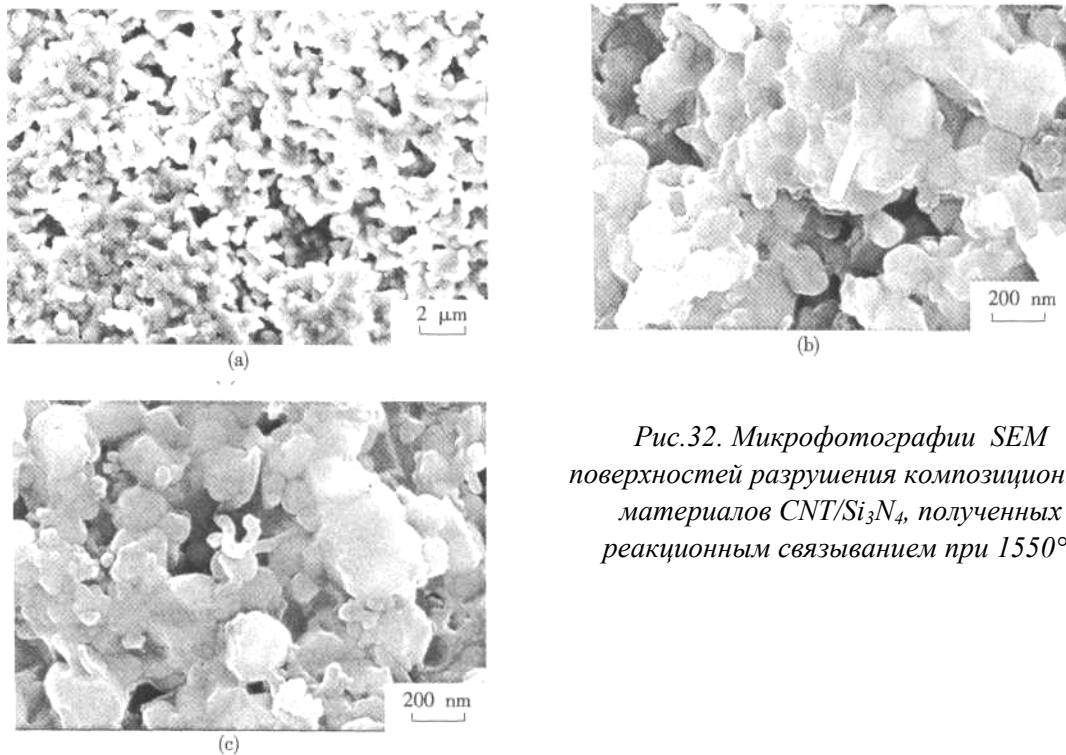 2 μm
(a)
200 nm
(b)
200 nm
(c)
Рис.32. Микрофотографии SEM
поверхностей разрушения композицион
материалов CNT/Si₃N₄, полученных
реакционным связыванием при 1550°